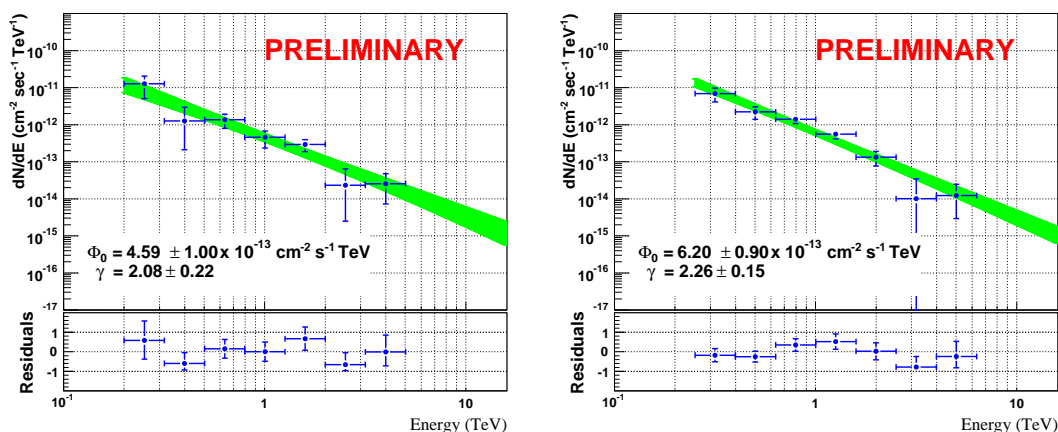 dN/dE (cm-2 sec-1 TeV-1)
PRELIMINARY
10-10
10-11
10-12
10-13
10-14
10-15
10-16
-17
Φ0 = 4.59 ± 1.00 x 10-13 cm-2 s-1 TeV
γ = 2.08 ± 0.22
Residuals
1
0
-1
10-1
1
10
Energy (TeV)
dN/dE (cm-2 sec-1 TeV-1)
PRELIMINARY
10-10
10-11
10-12
10-13
10-14
10-15
10-16
-17
Φ0 = 6.20 ± 0.90 x 10-13 cm-2 s-1 TeV
γ = 2.26 ± 0.15
Residuals
1
0
-1
10-1
1
10
Energy (TeV)